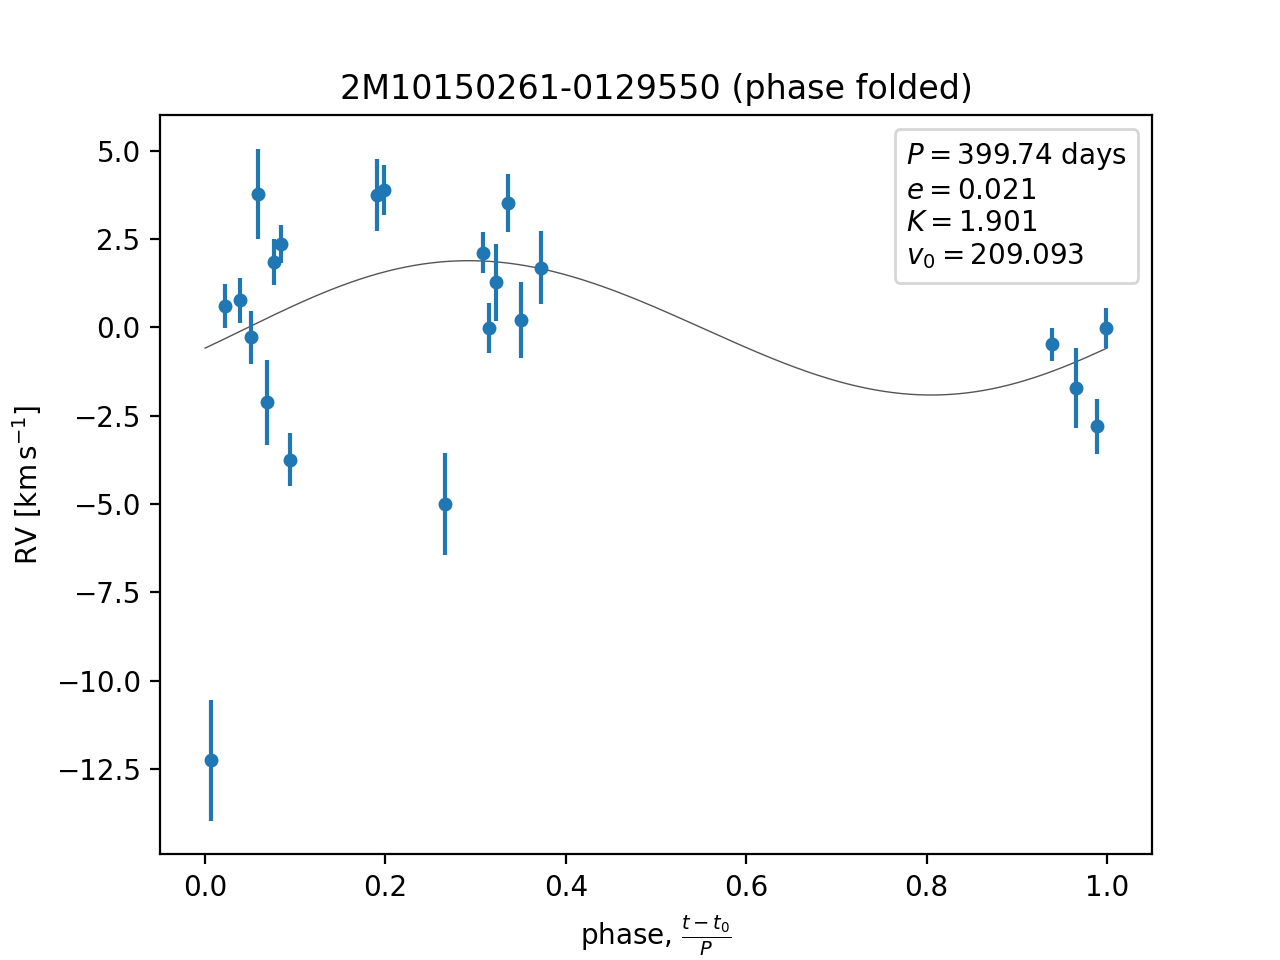 2M10150261-0129550 (phase folded)
P = 399.74 days
e = 0.021
K = 1.901
v₀ = 209.093
RV [km s⁻¹]
5.0
2.5
0.0
−2.5
−5.0
−7.5
−10.0
−12.5
0.0 0.2 0.4 0.6 0.8 1.0
phase, (t − t₀)/P